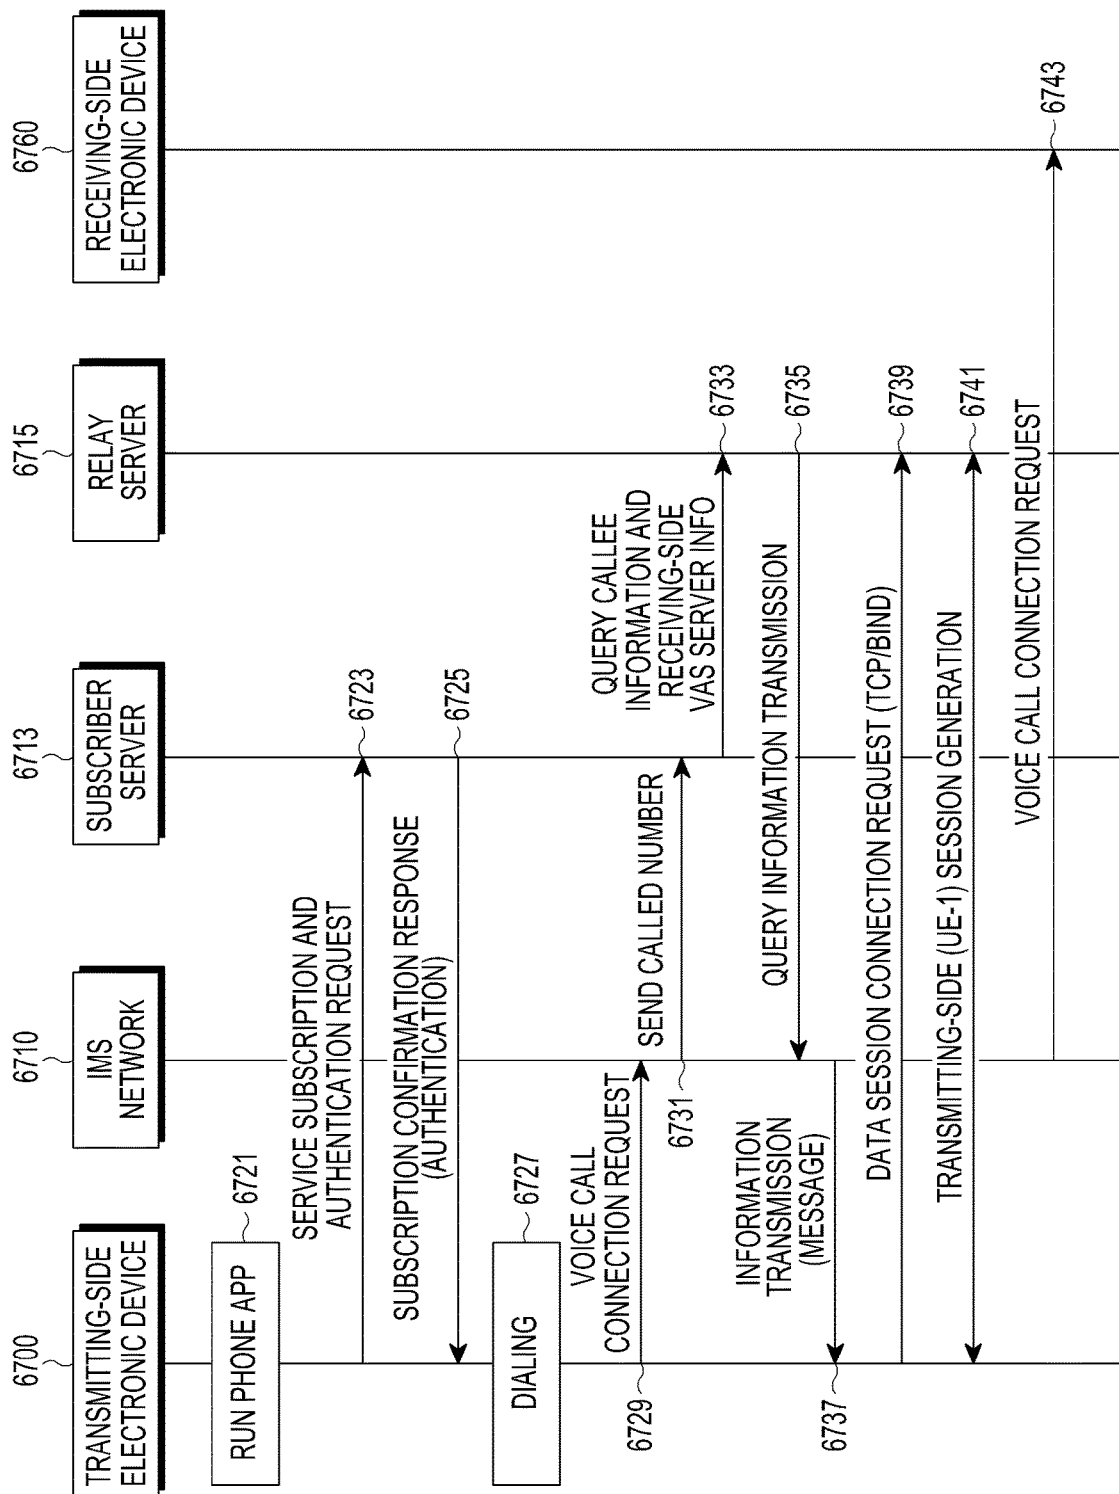 6700
TRANSMITTING-SIDE
ELECTRONIC DEVICE
6710
IMS
NETWORK
6713
SUBSCRIBER
SERVER
6715
RELAY
SERVER
6760
RECEIVING-SIDE
ELECTRONIC DEVICE
RUN PHONE APP
6721
SERVICE SUBSCRIPTION AND
AUTHENTICATION REQUEST
6723
SUBSCRIPTION CONFIRMATION RESPONSE
(AUTHENTICATION)
6725
DIALING
6727
VOICE CALL
CONNECTION REQUEST
6729
SEND CALLED NUMBER
6731
QUERY CALLEE
INFORMATION AND
RECEIVING-SIDE
VAS SERVER INFO
6733
QUERY INFORMATION TRANSMISSION
6735
INFORMATION
TRANSMISSION
(MESSAGE)
6737
DATA SESSION CONNECTION REQUEST (TCP/BIND)
6739
TRANSMITTING-SIDE (UE-1) SESSION GENERATION
6741
VOICE CALL CONNECTION REQUEST
6743